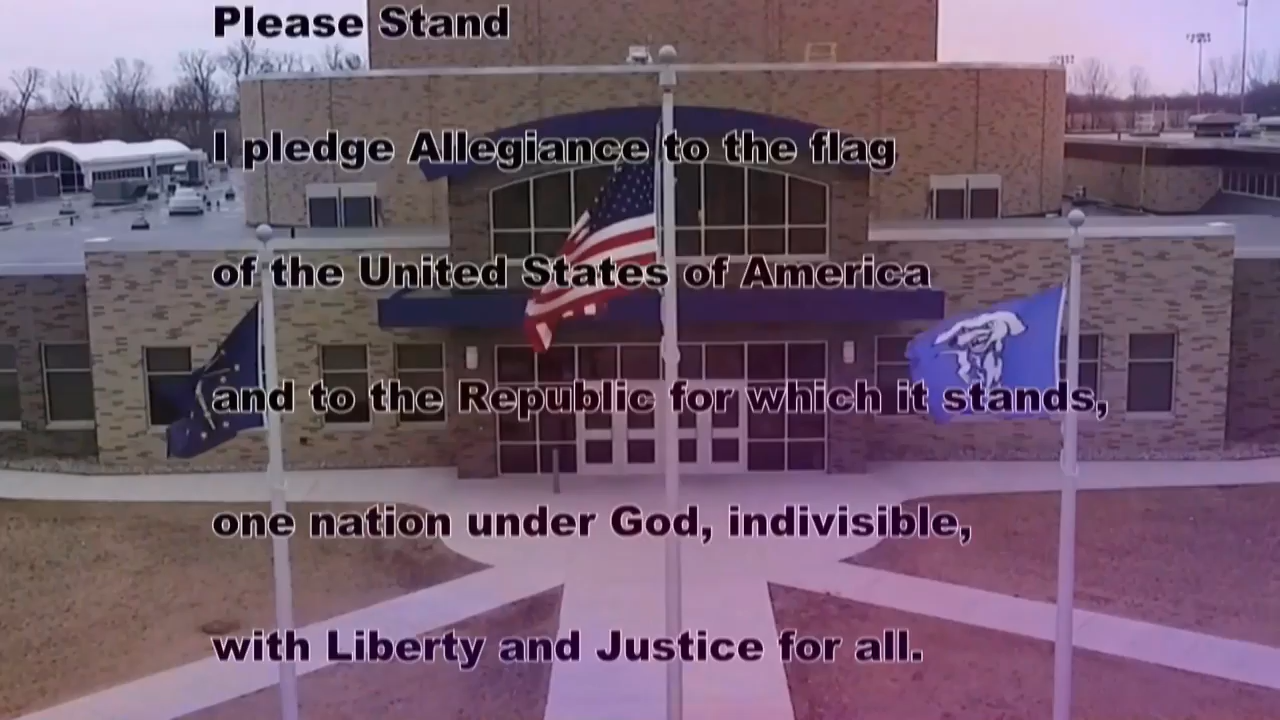 Please Stand
I pledge Allegiance to the flag
of the United States of America
and to the Republic for which it stands,
one nation under God, indivisible,
with Liberty and Justice for all.